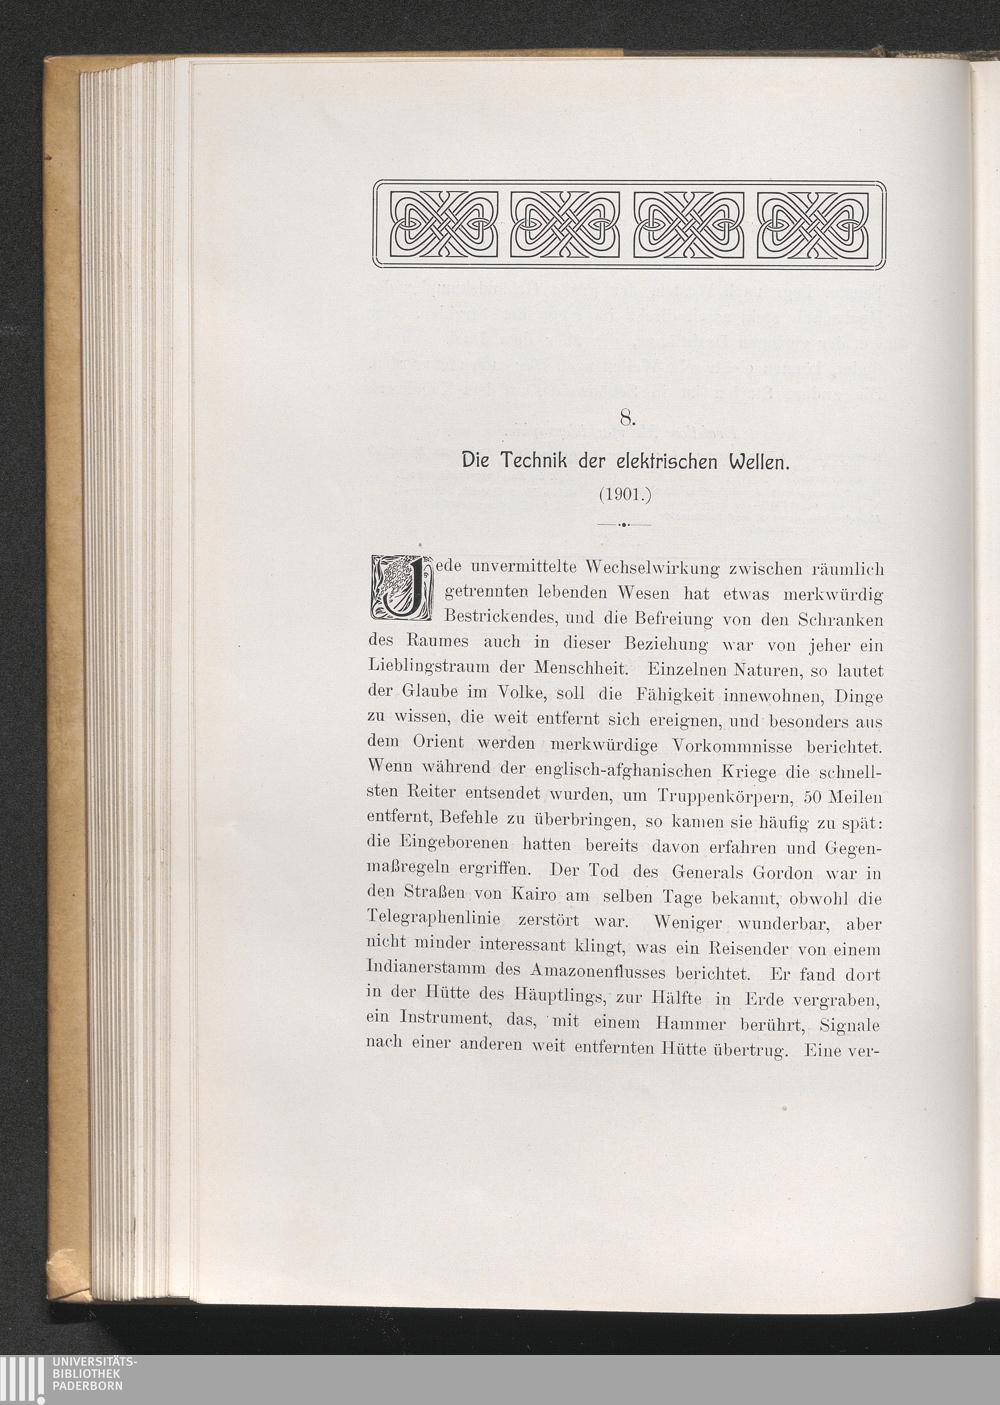 8.
Die Technik der elektrischen Wellen.
(1901.)
Jede unvermittelte Wechselwirkung zwischen räumlich
getrennten lebenden Wesen hat etwas merkwürdig
Bestrickendes, und die Befreiung von den Schranken
des Raumes auch in dieser Beziehung war von jeher ein
Lieblingstraum der Menschheit. Einzelnen Naturen, so lautet
der Glaube im Volke, soll die Fähigkeit innewohnen, Dinge
zu wissen, die weit entfernt sich ereignen, und besonders aus
dem Orient werden merkwürdige Vorkommnisse berichtet.
Wenn während der englisch-afghanischen Kriege die schnell-
sten Reiter entsendet wurden, um Truppenkörpern, 50 Meilen
entfernt, Befehle zu überbringen, so kamen sie häufig zu spät:
die Eingeborenen hatten bereits davon erfahren und Gegen-
maßregeln ergriffen. Der Tod des Generals Gordon war in
den Straßen von Kairo am selben Tage bekannt, obwohl die
Telegraphenlinie zerstört war. Weniger wunderbar, aber
nicht minder interessant klingt, was ein Reisender von einem
Indianerstamm des Amazonenflusses berichtet. Er fand dort
in der Hütte des Häuptlings, zur Hälfte in Erde vergraben,
ein Instrument, das, mit einem Hammer berührt, Signale
nach einer anderen weit entfernten Hütte übertrug. Eine ver-
UNIVERSITÄTS-
BIBLIOTHEK
PADERBORN